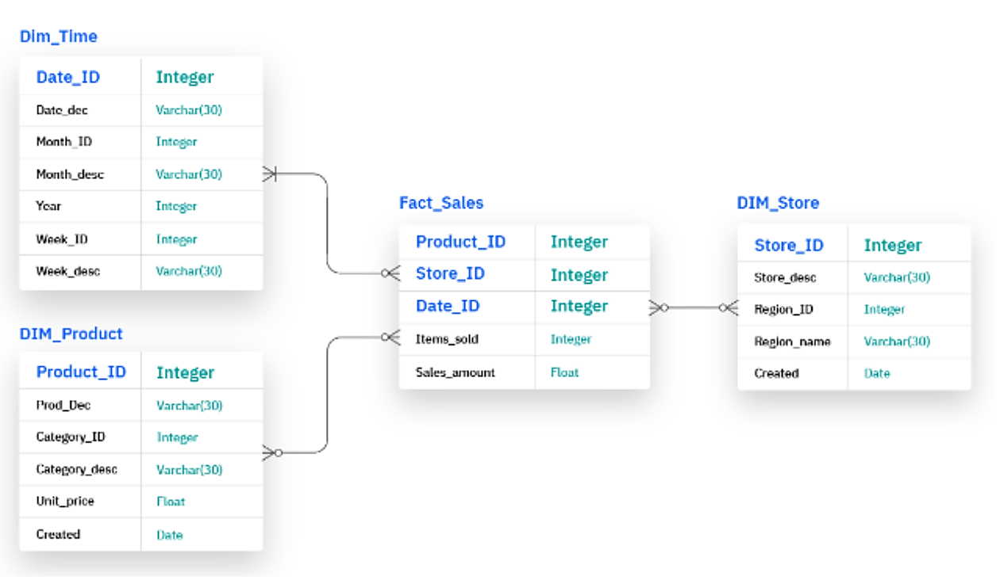 Dim_Time
Date_ID Integer
Date_dec Varchar(30)
Month_ID Integer
Month_desc Varchar(30)
Year Integer
Week_ID Integer
Week_desc Varchar(30)
DIM_Product
Product_ID Integer
Prod_Dec Varchar(30)
Category_ID Integer
Category_desc Varchar(30)
Unit_price Float
Created Date
Fact_Sales
Product_ID Integer
Store_ID Integer
Date_ID Integer
Items_sold Integer
Sales_amount Float
DIM_Store
Store_ID Integer
Store_desc Varchar(30)
Region_ID Integer
Region_name Varchar(30)
Created Date